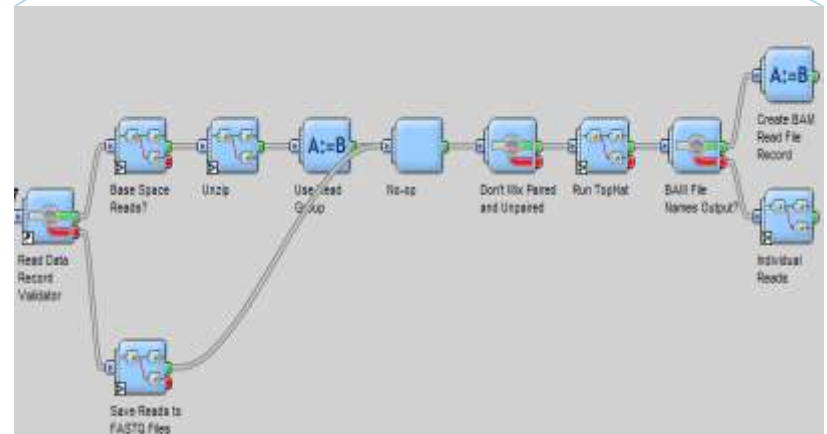 A:=B
Create BAM
Read File
Record
A:=B
Base Space
Reads?
Unzip
Use Read
Group
No-op
Don't Mix Paired
and Unpaired
Run TopHat
BAM File
Names Output?
Individual
Reads
Read Data
Record
Validator
Save Reads to
FASTQ Files